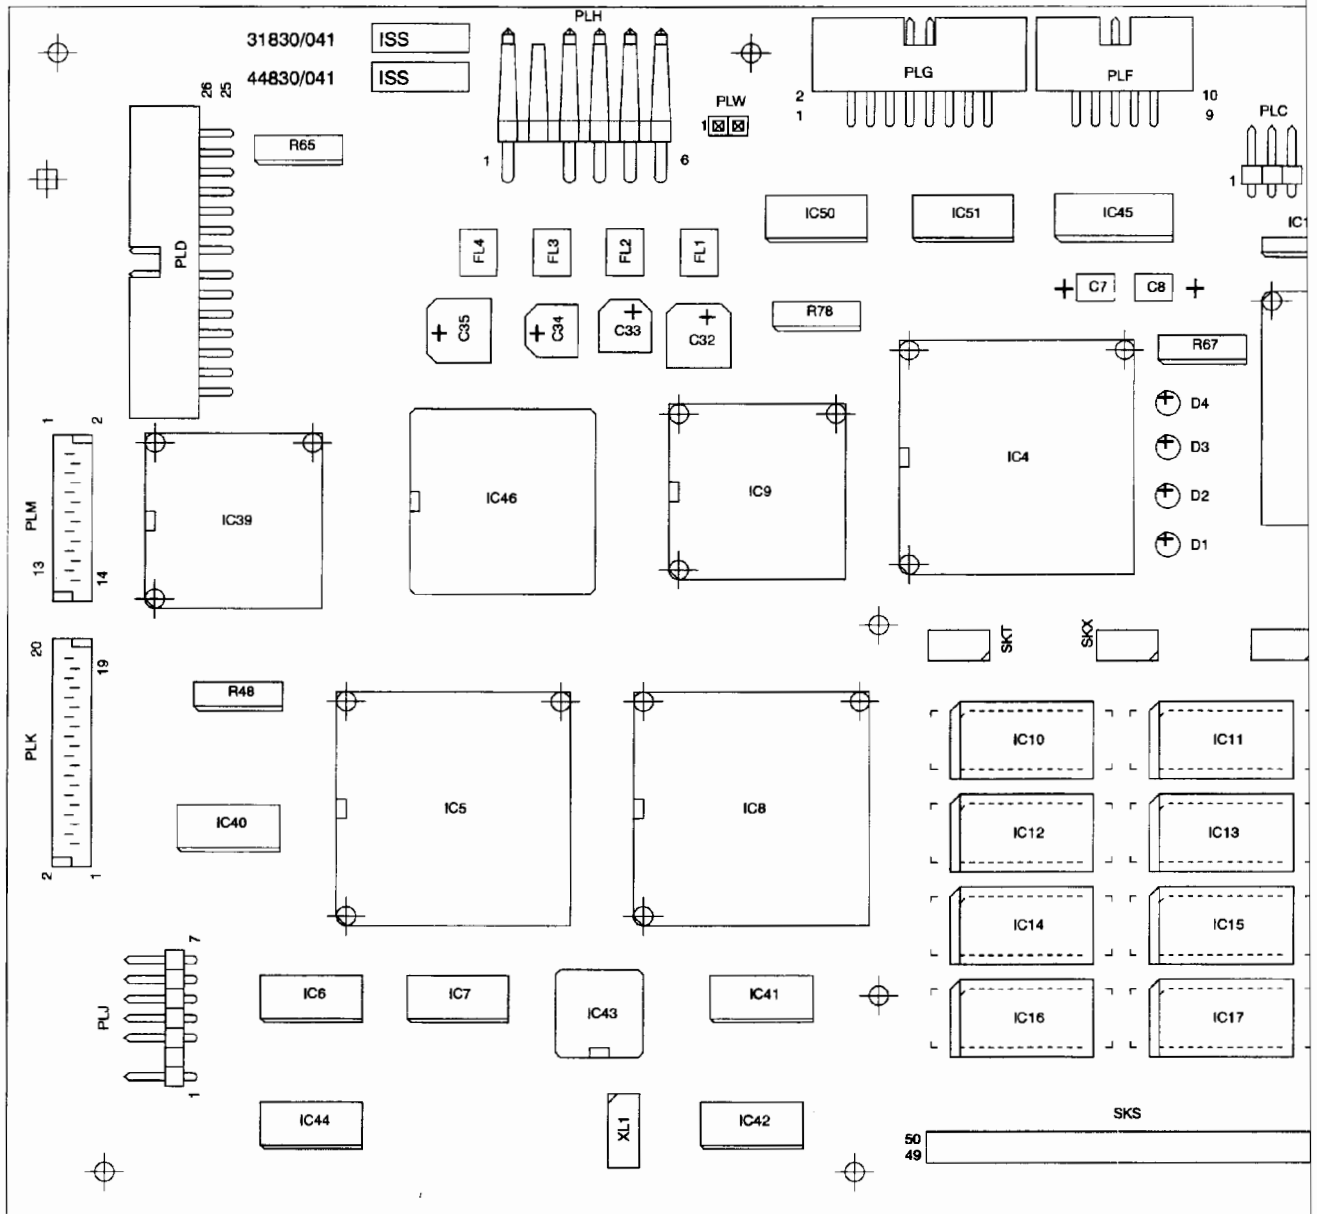 PLH
31830/041 ISS
44830/041 ISS
26
25
PLG
PLF
PLW
2
1
10
9
PLC
1
R65
1
6
1
IC50
IC51
IC45
PLD
FL4
FL3
FL2
FL1
C7
C8
C35
C34
C33
C32
R78
R67
D4
D3
D2
D1
1
2
PLM
13
14
IC39
IC46
IC9
IC4
SKT
SKX
20
19
PLK
2
1
R48
IC40
IC5
IC8
IC10
IC11
IC12
IC13
IC14
IC15
IC16
IC17
7
PLJ
1
IC6
IC7
IC43
IC41
IC44
XL1
IC42
SKS
50
49